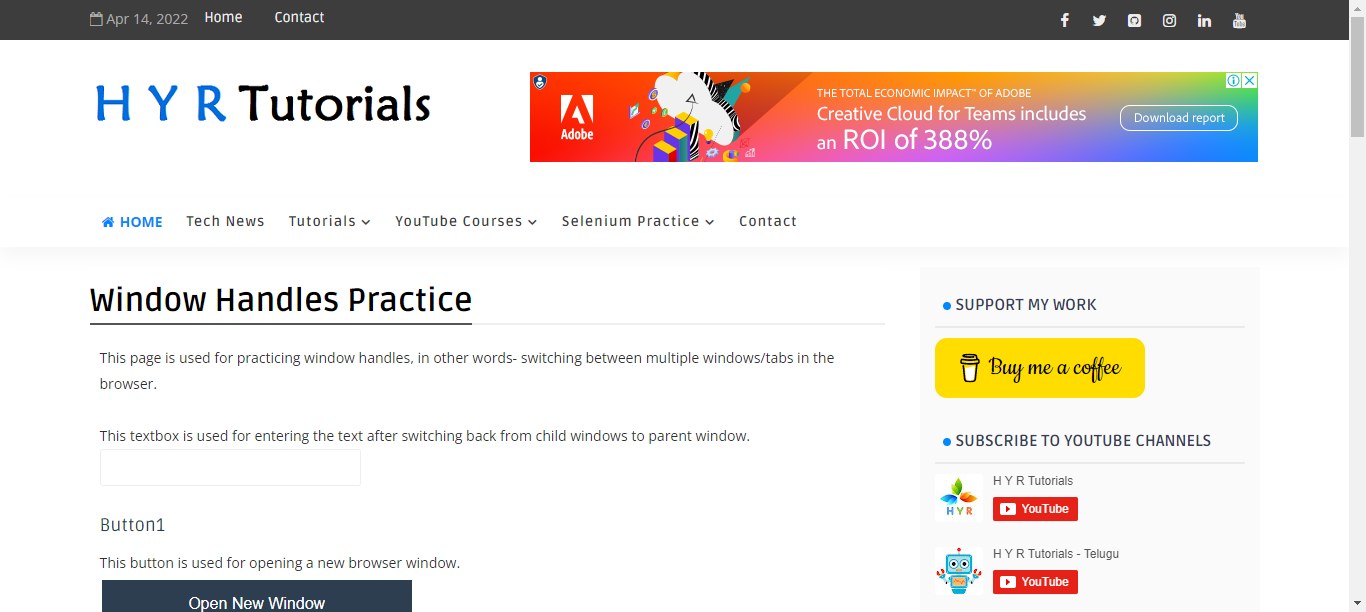 Apr 14, 2022 Home Contact
You Tube
H Y R Tutorials
Adobe
THE TOTAL ECONOMIC IMPACT™ OF ADOBE
Creative Cloud for Teams includes
an ROI of 388%
Download report
HOME Tech News Tutorials YouTube Courses Selenium Practice Contact
Window Handles Practice
This page is used for practicing window handles, in other words- switching between multiple windows/tabs in the
browser.
This textbox is used for entering the text after switching back from child windows to parent window.
Button1
This button is used for opening a new browser window.
Open New Window
SUPPORT MY WORK
Buy me a coffee
SUBSCRIBE TO YOUTUBE CHANNELS
HYR
H Y R Tutorials
YouTube
H Y R Tutorials - Telugu
YouTube